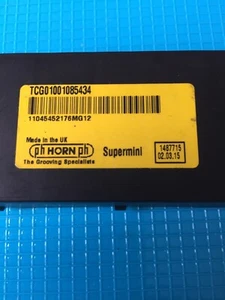 TCG01001085434
11045452176MG12
Made in the UK
ph HORN ph
The Grooving Specialists
Supermini
1487715
02.03.15